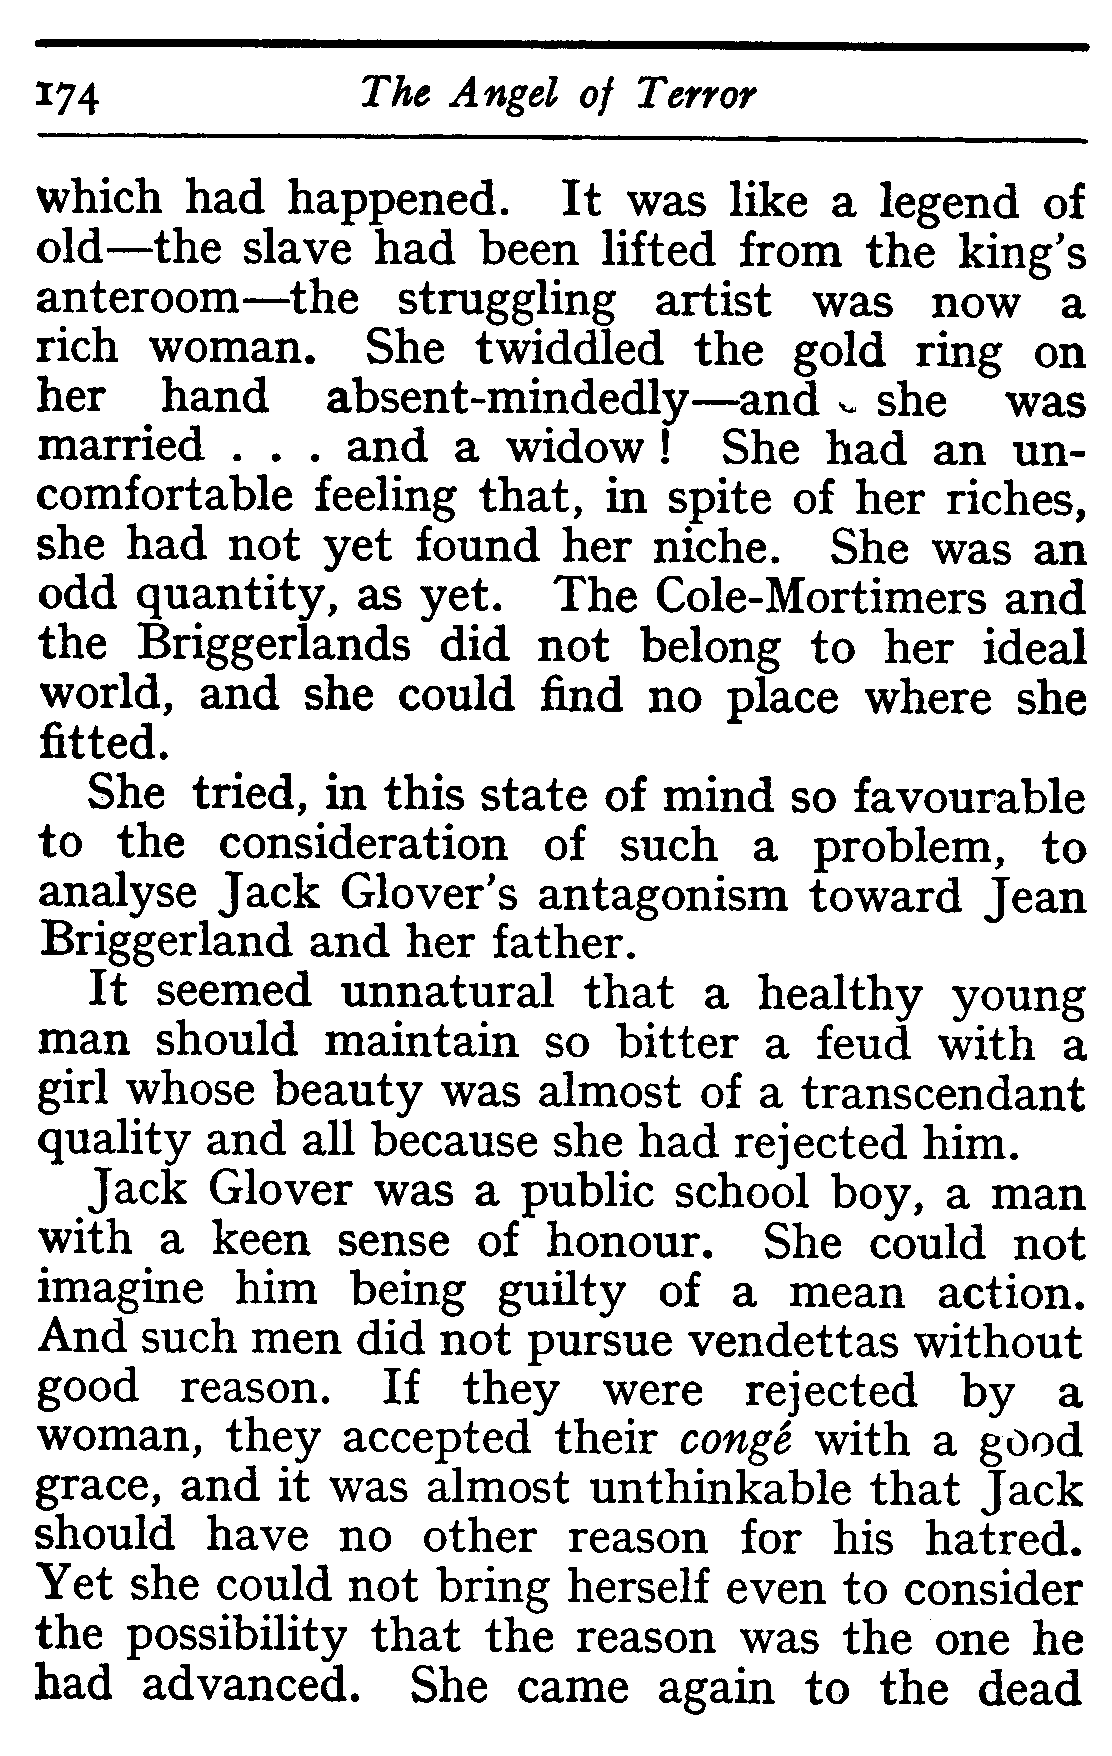 174 The Angel of Terror
which had happened. It was like a legend of
old—the slave had been lifted from the king's
anteroom—the struggling artist was now a
rich woman. She twiddled the gold ring on
her hand absent-mindedly—and she was
married . . . and a widow! She had an un-
comfortable feeling that, in spite of her riches,
she had not yet found her niche. She was an
odd quantity, as yet. The Cole-Mortimers and
the Briggerlands did not belong to her ideal
world, and she could find no place where she
fitted.
She tried, in this state of mind so favourable
to the consideration of such a problem, to
analyse Jack Glover's antagonism toward Jean
Briggerland and her father.
It seemed unnatural that a healthy young
man should maintain so bitter a feud with a
girl whose beauty was almost of a transcendant
quality and all because she had rejected him.
Jack Glover was a public school boy, a man
with a keen sense of honour. She could not
imagine him being guilty of a mean action.
And such men did not pursue vendettas without
good reason. If they were rejected by a
woman, they accepted their congé with a good
grace, and it was almost unthinkable that Jack
should have no other reason for his hatred.
Yet she could not bring herself even to consider
the possibility that the reason was the one he
had advanced. She came again to the dead